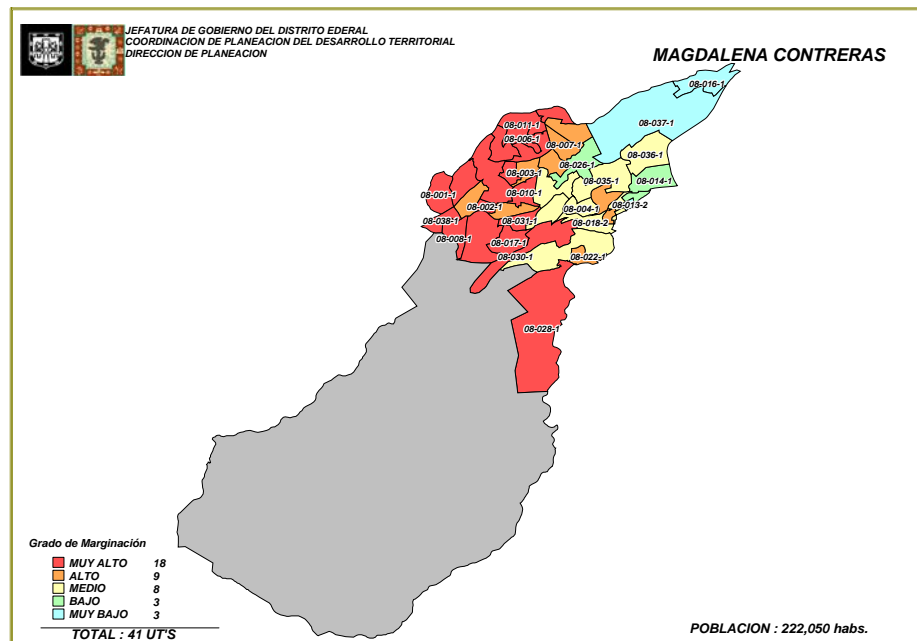 JEFATURA DE GOBIERNO DEL DISTRITO EDERAL
COORDINACION DE PLANEACION DEL DESARROLLO TERRITORIAL
DIRECCION DE PLANEACION
MAGDALENA CONTRERAS
08-016-1
08-011-1
08-037-1
08-006-1
08-007-1
08-036-1
08-026-1
08-003-1
08-035-1
08-014-1
08-001-1
08-010-1
08-002-1
08-004-1
08-013-2
08-038-1
08-031-1
08-018-2
08-008-1
08-017-1
08-030-1
08-022-1
08-028-1
Grado de Marginación
MUY ALTO 18
ALTO 9
MEDIO 8
BAJO 3
MUY BAJO 3
TOTAL : 41 UT'S
POBLACION : 222,050 habs.